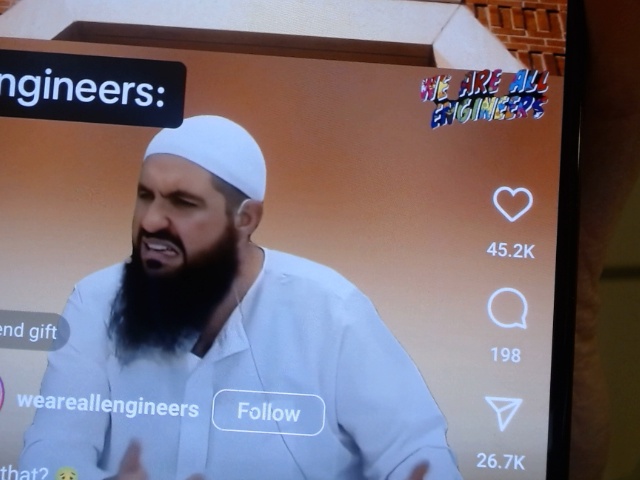 ngineers:
WE ARE ALL
ENGINEERS
45.2K
198
end gift
weareallengineers
Follow
26.7K
that? 😥